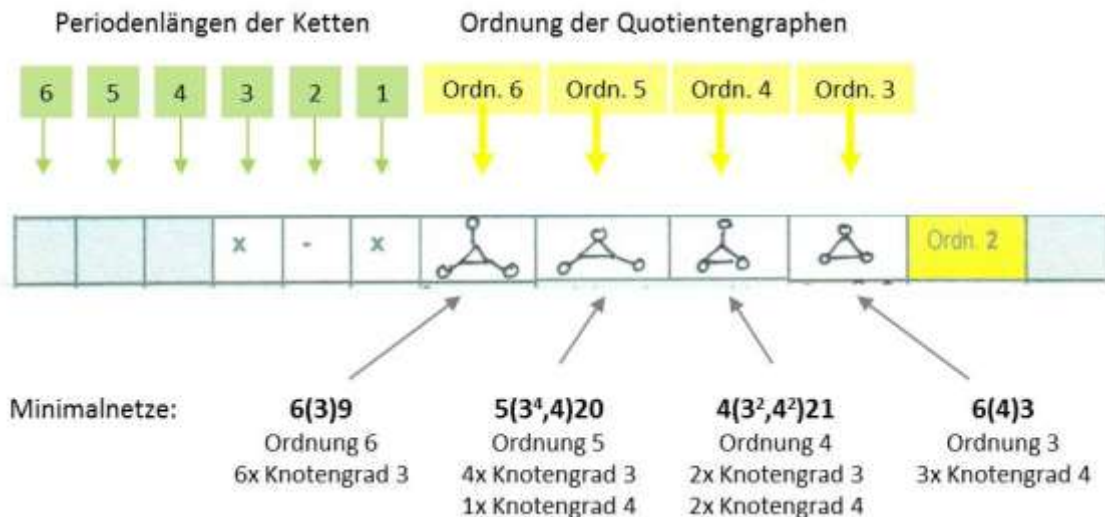 Periodenlängen der Ketten Ordnung der Quotientengraphen
6 5 4 3 2 1 Ordn. 6 Ordn. 5 Ordn. 4 Ordn. 3
x - x Ordn. 2
Minimalnetze: 6(3)9 5(3⁴,4)20 4(3²,4²)21 6(4)3
Ordnung 6 Ordnung 5 Ordnung 4 Ordnung 3
6x Knotengrad 3 4x Knotengrad 3 2x Knotengrad 3 3x Knotengrad 4
1x Knotengrad 4 2x Knotengrad 4